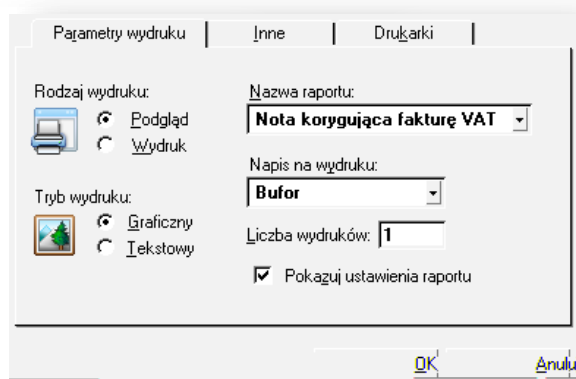 Parametry wydruku
Inne
Drukarki
Rodzaj wydruku:
Podgląd
Wydruk
Nazwa raportu:
Nota korygująca fakturę VAT
Napis na wydruku:
Bufor
Tryb wydruku:
Graficzny
Tekstowy
Liczba wydruków: 1
Pokazuj ustawienia raportu
OK
Anulu